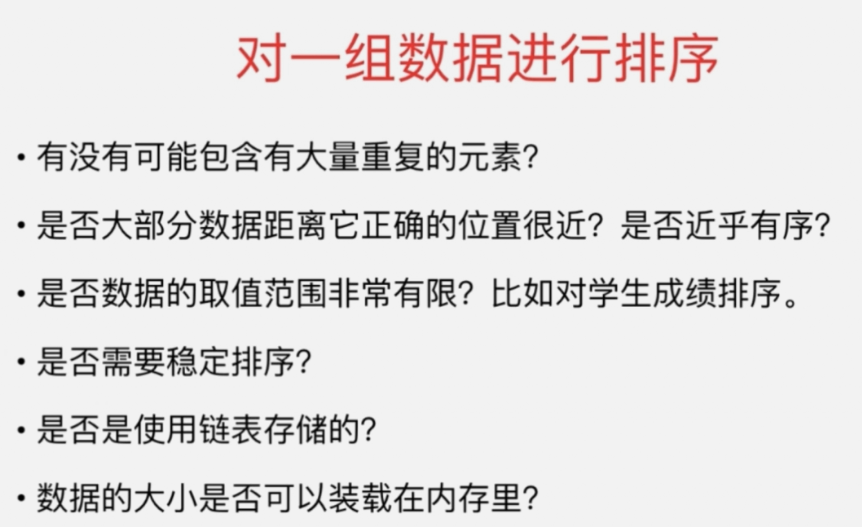 对一组数据进行排序
• 有没有可能包含有大量重复的元素?
• 是否大部分数据距离它正确的位置很近?是否近乎有序?
• 是否数据的取值范围非常有限?比如对学生成绩排序。
• 是否需要稳定排序?
• 是否是使用链表存储的?
• 数据的大小是否可以装载在内存里?